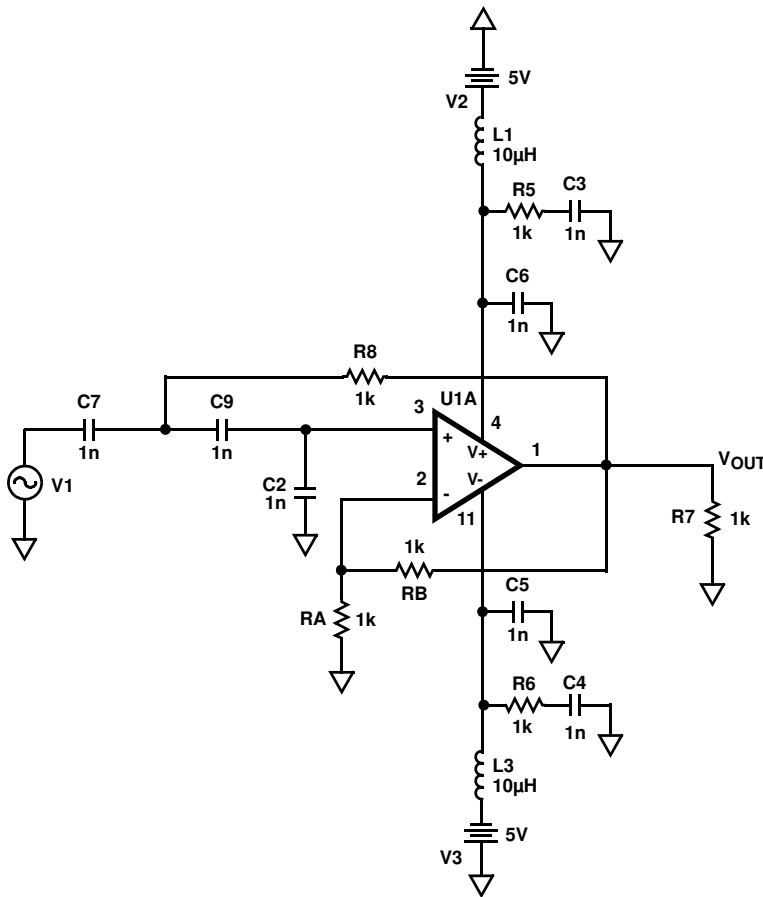 5V
V2
L1
10µH
R5
C3
1k
1n
C6
1n
R8
1k
U1A
C7
1n
C9
1n
3
4
+
V+
1
V1
C2
1n
2
-
V-
11
VOUT
R7
1k
1k
RB
RA
1k
C5
1n
R6
C4
1k
1n
L3
10µH
5V
V3